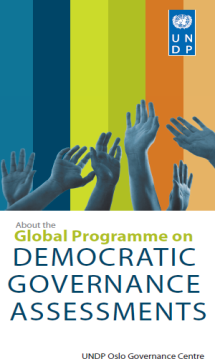 U N
D P
About the
Global Programme on
DEMOCRATIC
GOVERNANCE
ASSESSMENTS
UNDP Oslo Governance Centre